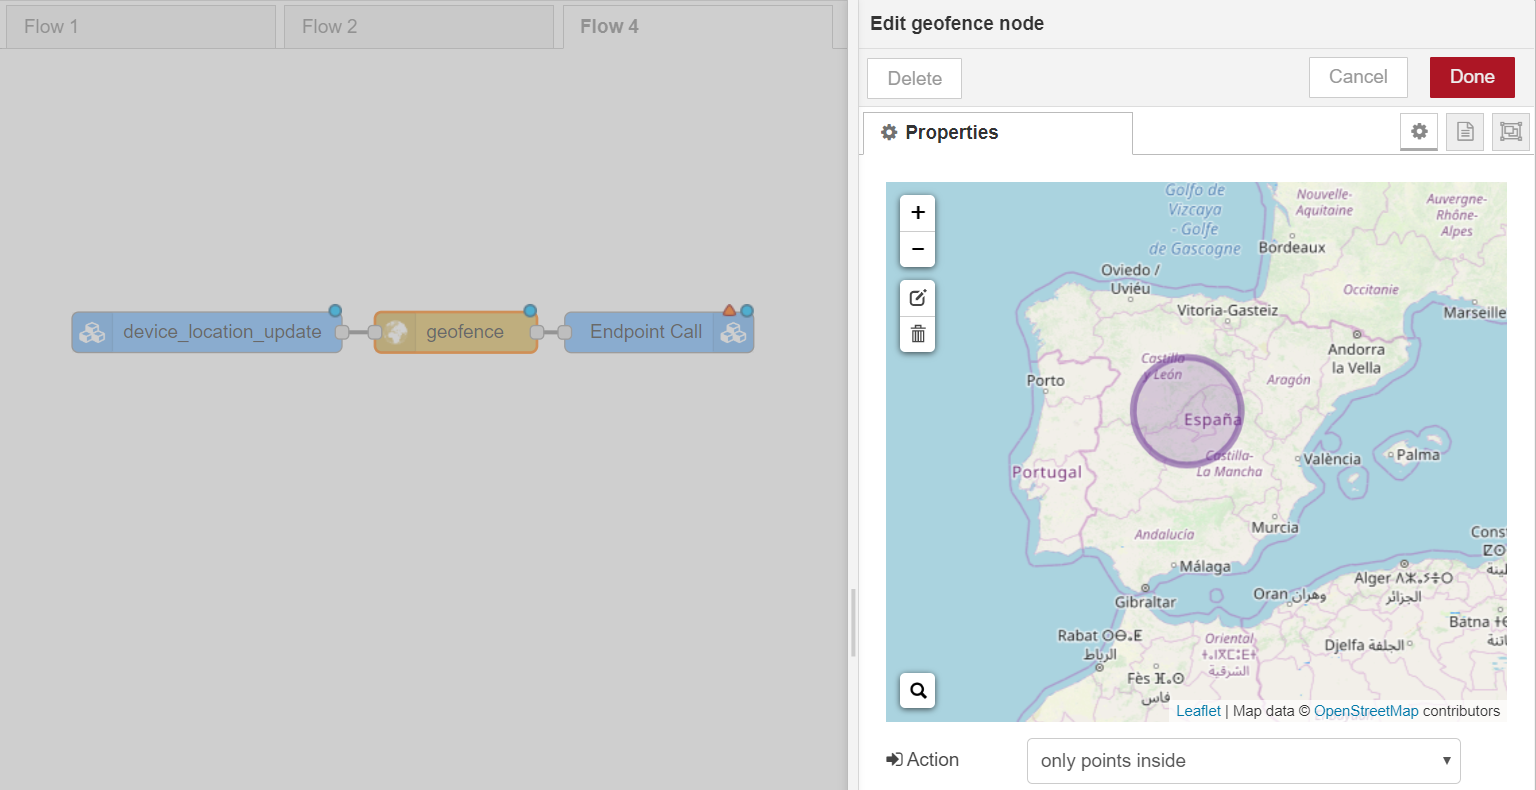 Flow 1
Flow 2
Flow 4
device_location_update
geofence
Endpoint Call
Edit geofence node
Delete
Cancel
Done
Properties
+
−
Golfo de
Vizcaya
- Golfe
de Gascogne
Nouvelle-
Aquitaine
Auvergne-
Rhône-
Alpes
Bordeaux
Oviedo /
Uviéu
Occitanie
Vitoria-Gasteiz
Marseille
Andorra
la Vella
Castilla
y León
Porto
Aragón
España
Portugal
Castilla-
La Mancha
València
Palma
Murcia
Andalucía
Málaga
Const
Gibraltar
Oran وهران
Alger ⴷⵣⴰⵢⴻⵔ
الجزائر
Rabat ⵔⴱⴰⵟ
الرباط
Oriental
الشرقية
Djelfa الجلفة
Batna
Fès ⴼⴰⵙ
فاس
Leaflet | Map data © OpenStreetMap contributors
Action
only points inside